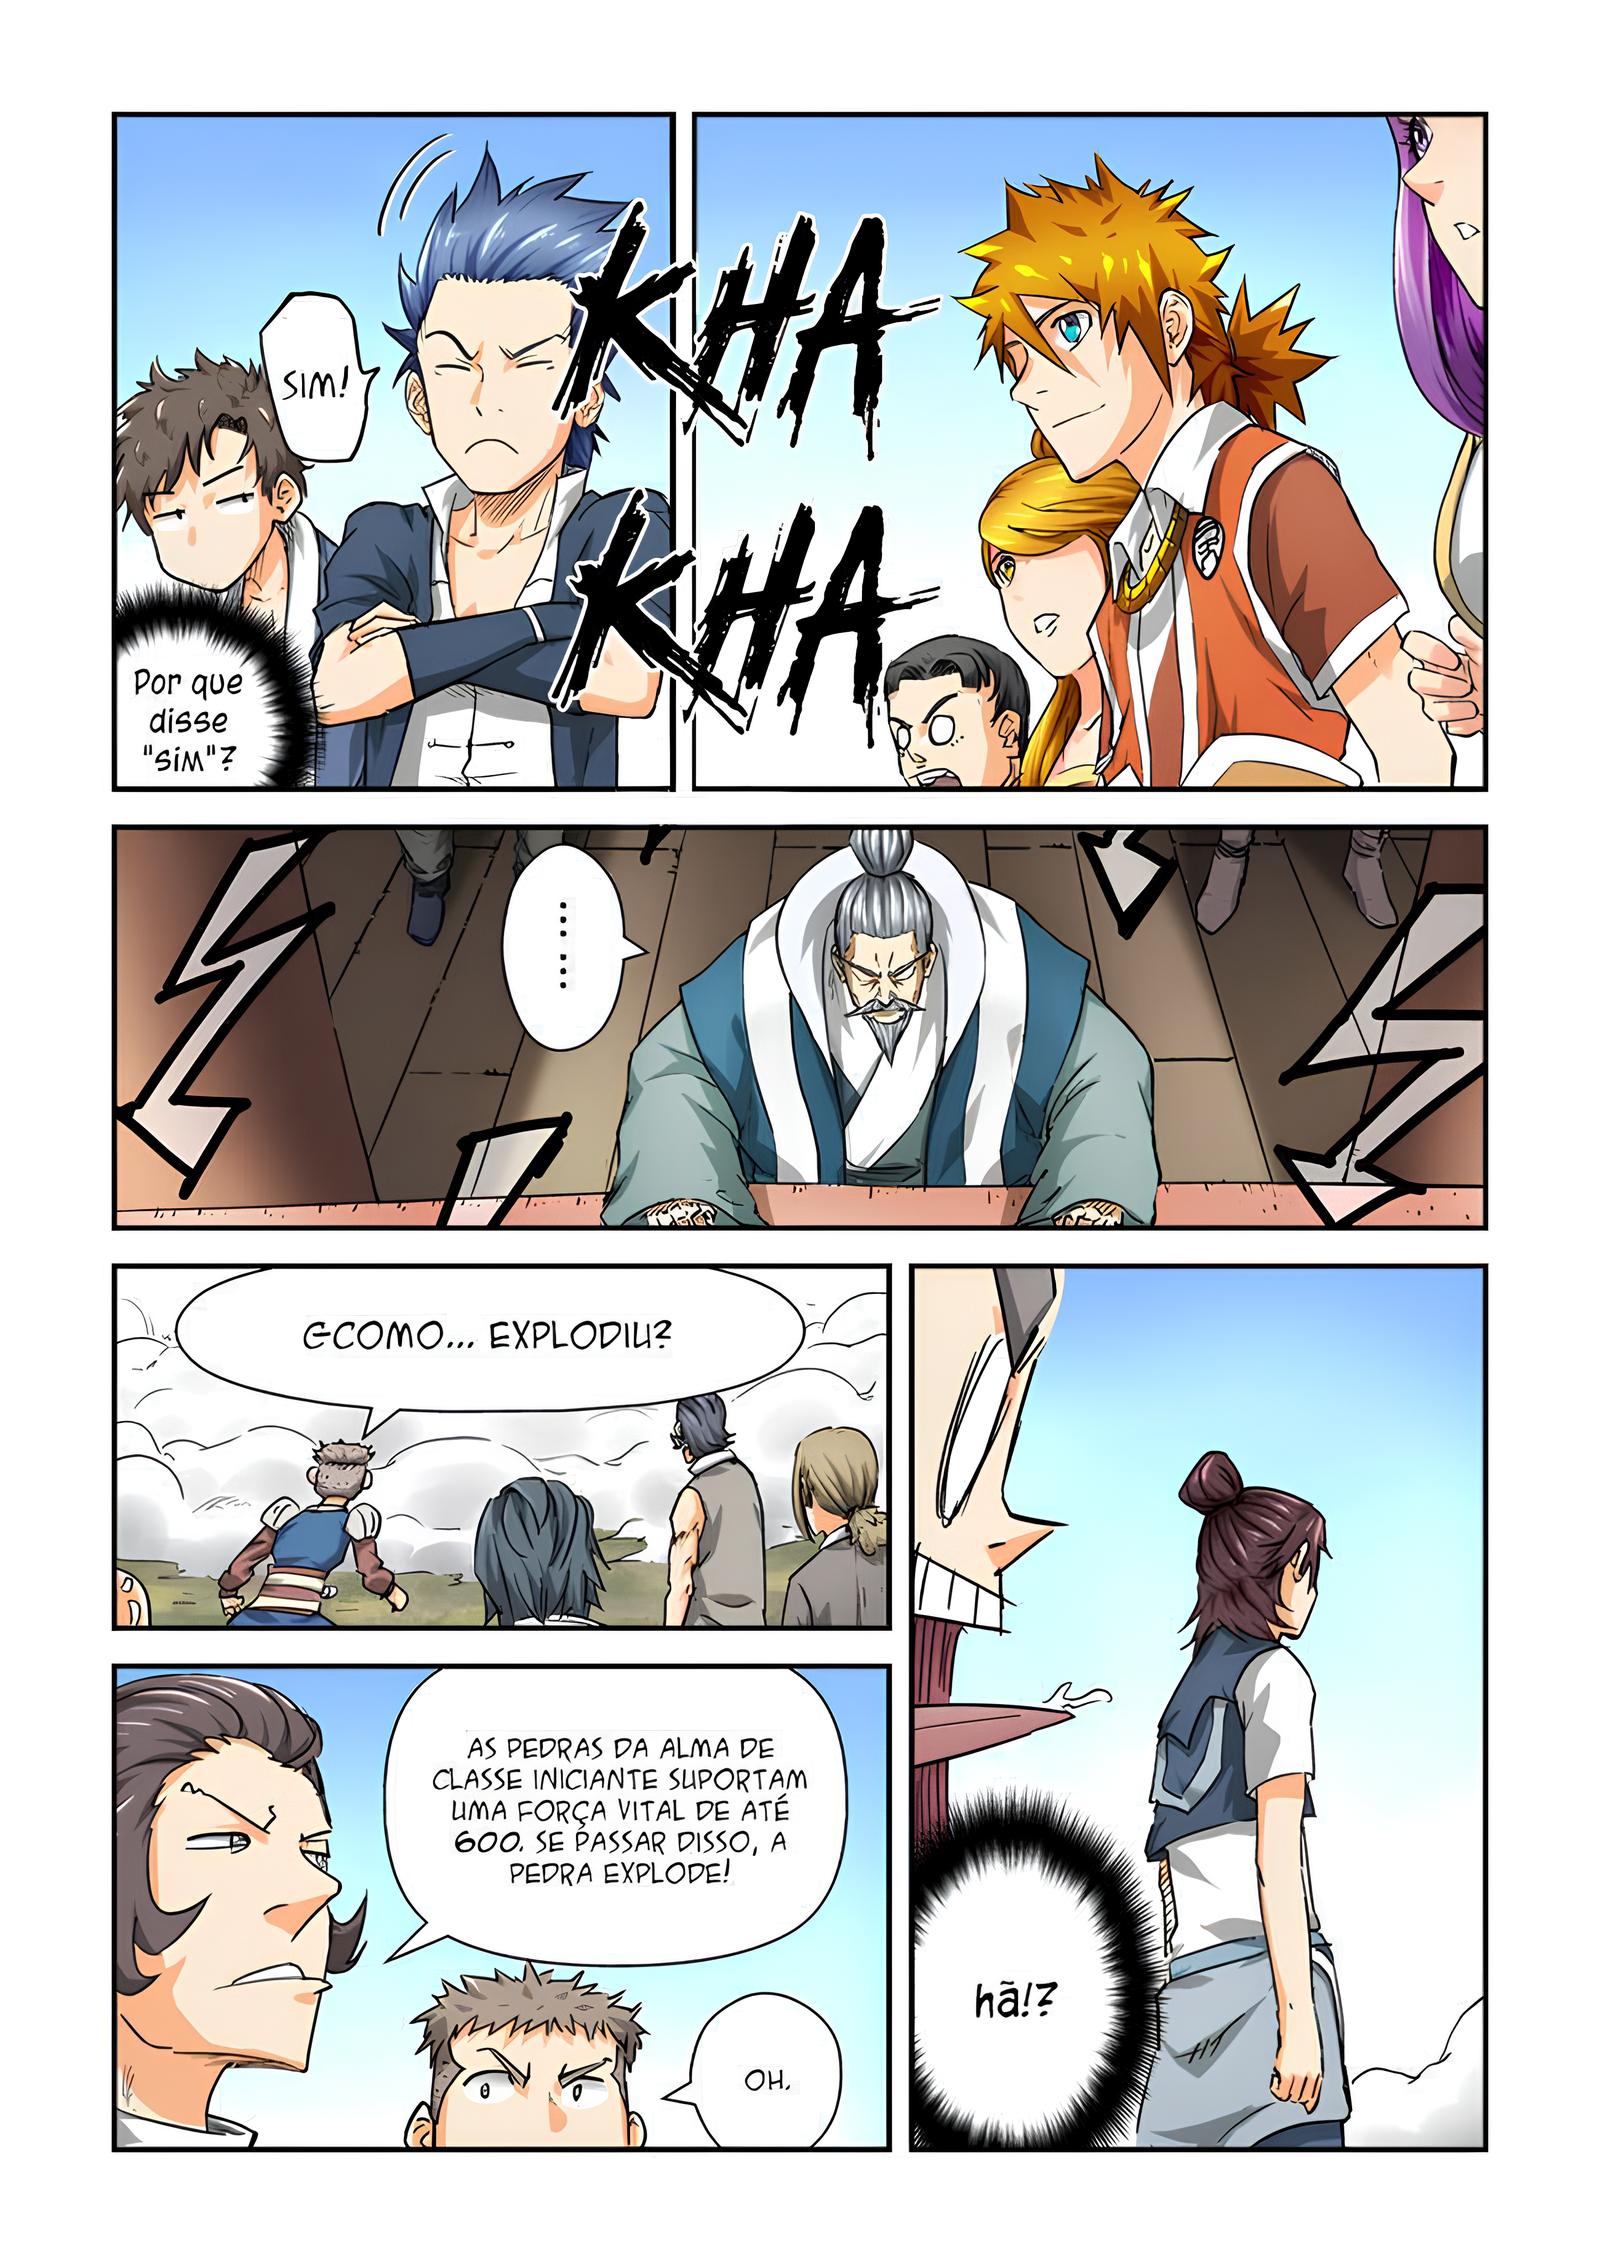 SIM!
Por que
disse
"SIM"?
KHA
KHA
......
CCOMO... EXPLODIU?
AS PEDRAS DA ALMA DE
CLASSE INICIANTE SUPORTAM
UMA FORÇA VITAL DE ATÉ
600. SE PASSAR DISSO, A
PEDRA EXPLODE!
OH.
hã!?